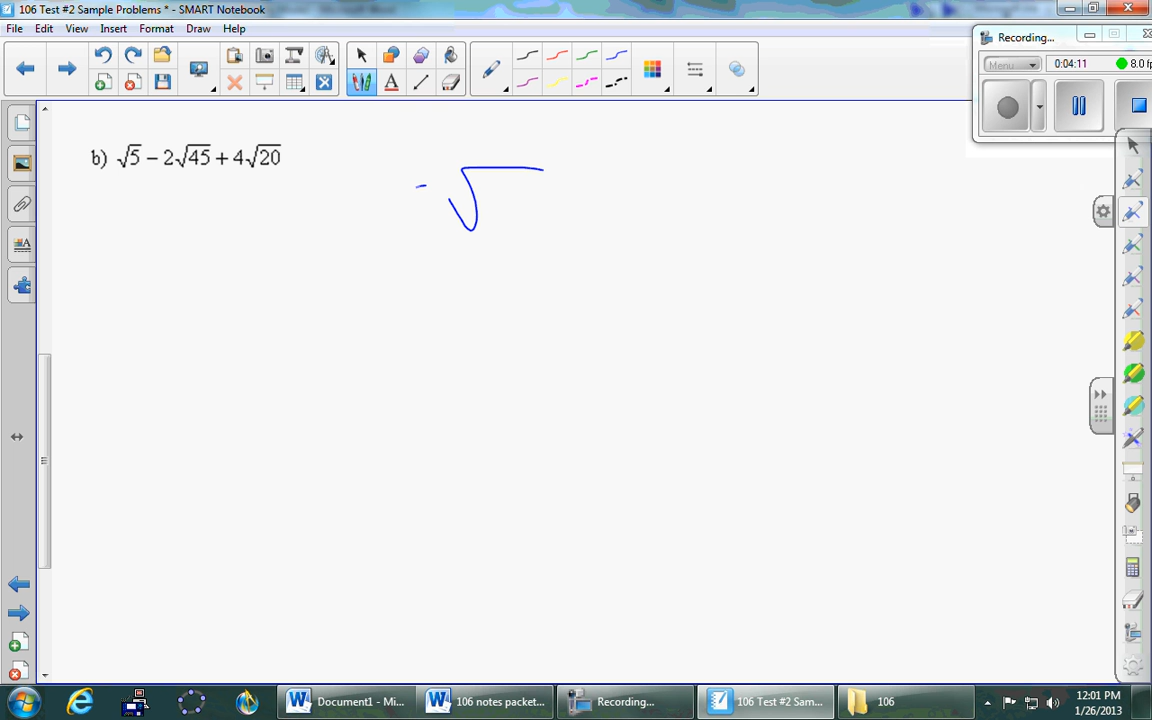 106 Test #2 Sample Problems * - SMART Notebook
File Edit View Insert Format Draw Help
Recording...
Menu
0:04:11
8.0 fp
b) √5 − 2√45 + 4√20
- √
Document1 - Mi...
106 notes packet...
Recording...
106 Test #2 Sam...
106
12:01 PM
1/26/2013